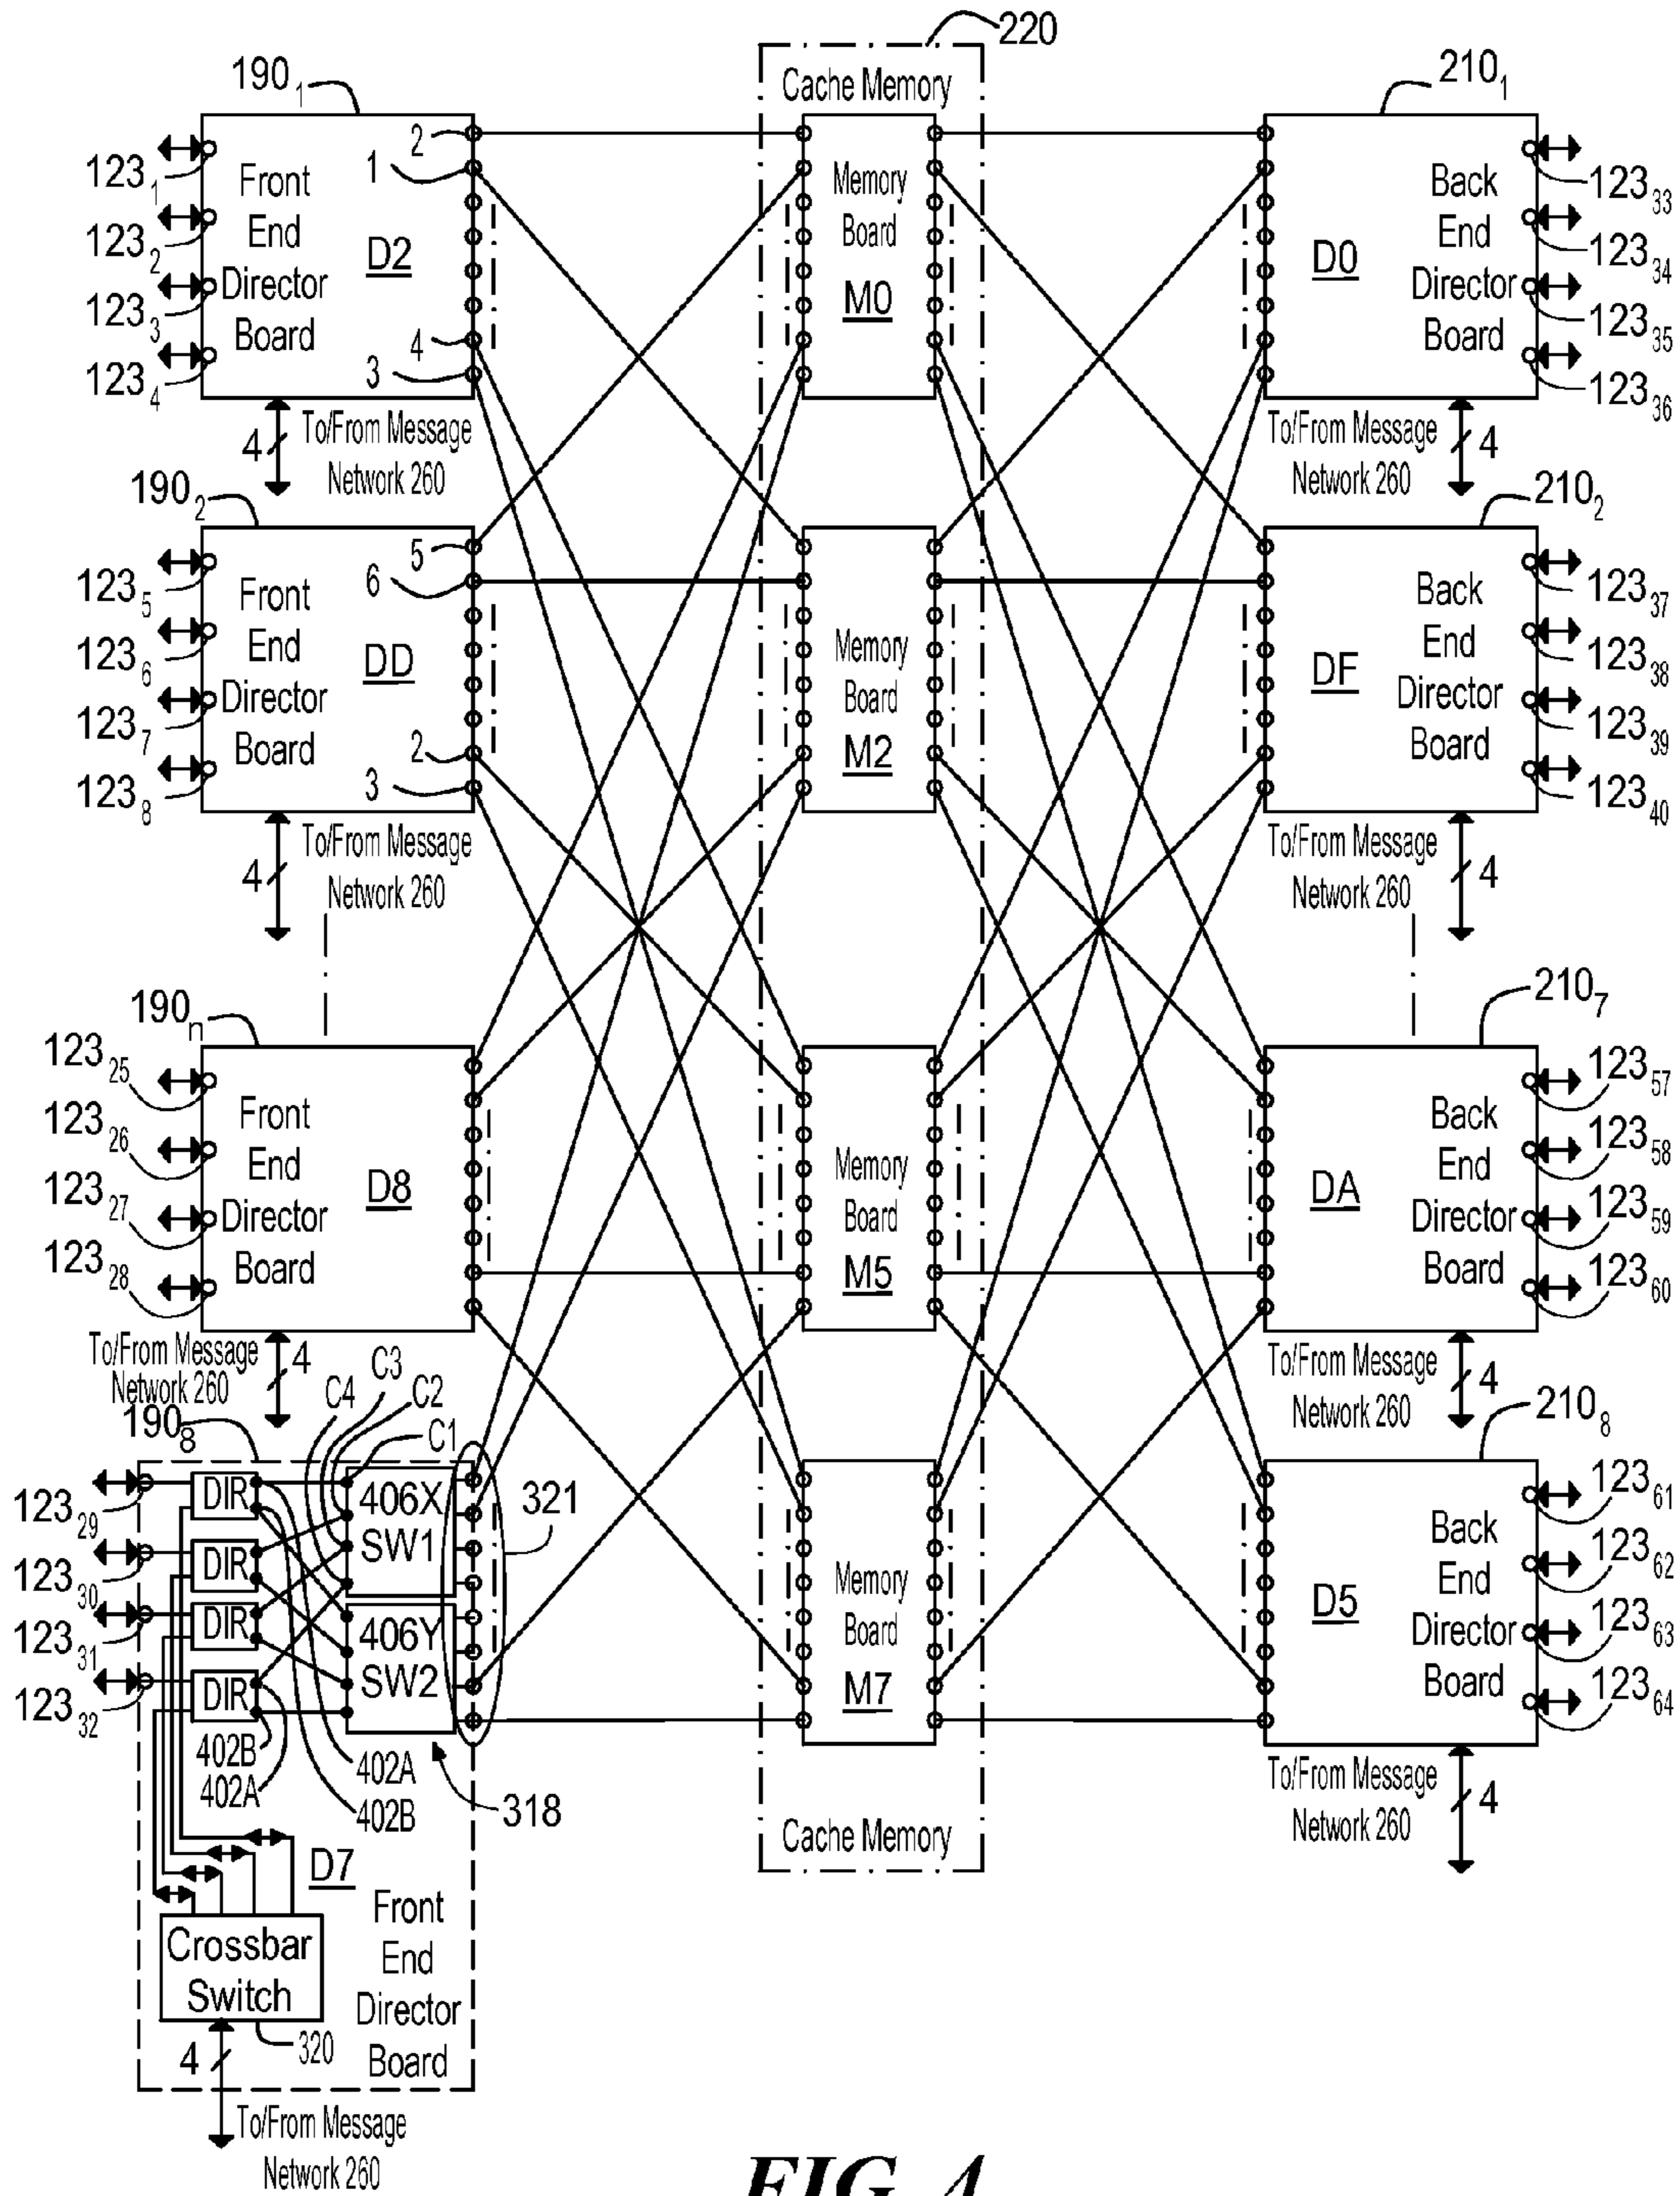 220
Cache Memory
190 1
Front
End
Director
Board
D2
2
1
4
3
123 1
123 2
123 3
123 4
4
To/From Message
Network 260
Memory
Board
M0
210 1
D0
Back
End
Director
Board
123 33
123 34
123 35
123 36
To/From Message
Network 260
4
190 2
Front
End
Director
Board
DD
5
6
2
3
123 5
123 6
123 7
123 8
4
To/From Message
Network 260
Memory
Board
M2
210 2
DF
Back
End
Director
Board
123 37
123 38
123 39
123 40
To/From Message
Network 260
4
190 n
Front
End
Director
Board
D8
123 25
123 26
123 27
123 28
To/From Message
Network 260
4
Memory
Board
M5
210 7
DA
Back
End
Director
Board
123 57
123 58
123 59
123 60
To/From Message
Network 260
4
190 8
C4
C3
C2
C1
DIR
DIR
DIR
DIR
406X
SW1
406Y
SW2
321
123 29
123 30
123 31
123 32
402B
402A
402A
402B
318
D7
Front
End
Director
Board
Crossbar
Switch
320
4
To/From Message
Network 260
Memory
Board
M7
Cache Memory
210 8
D5
Back
End
Director
Board
123 61
123 62
123 63
123 64
To/From Message
Network 260
4
FIG. 4